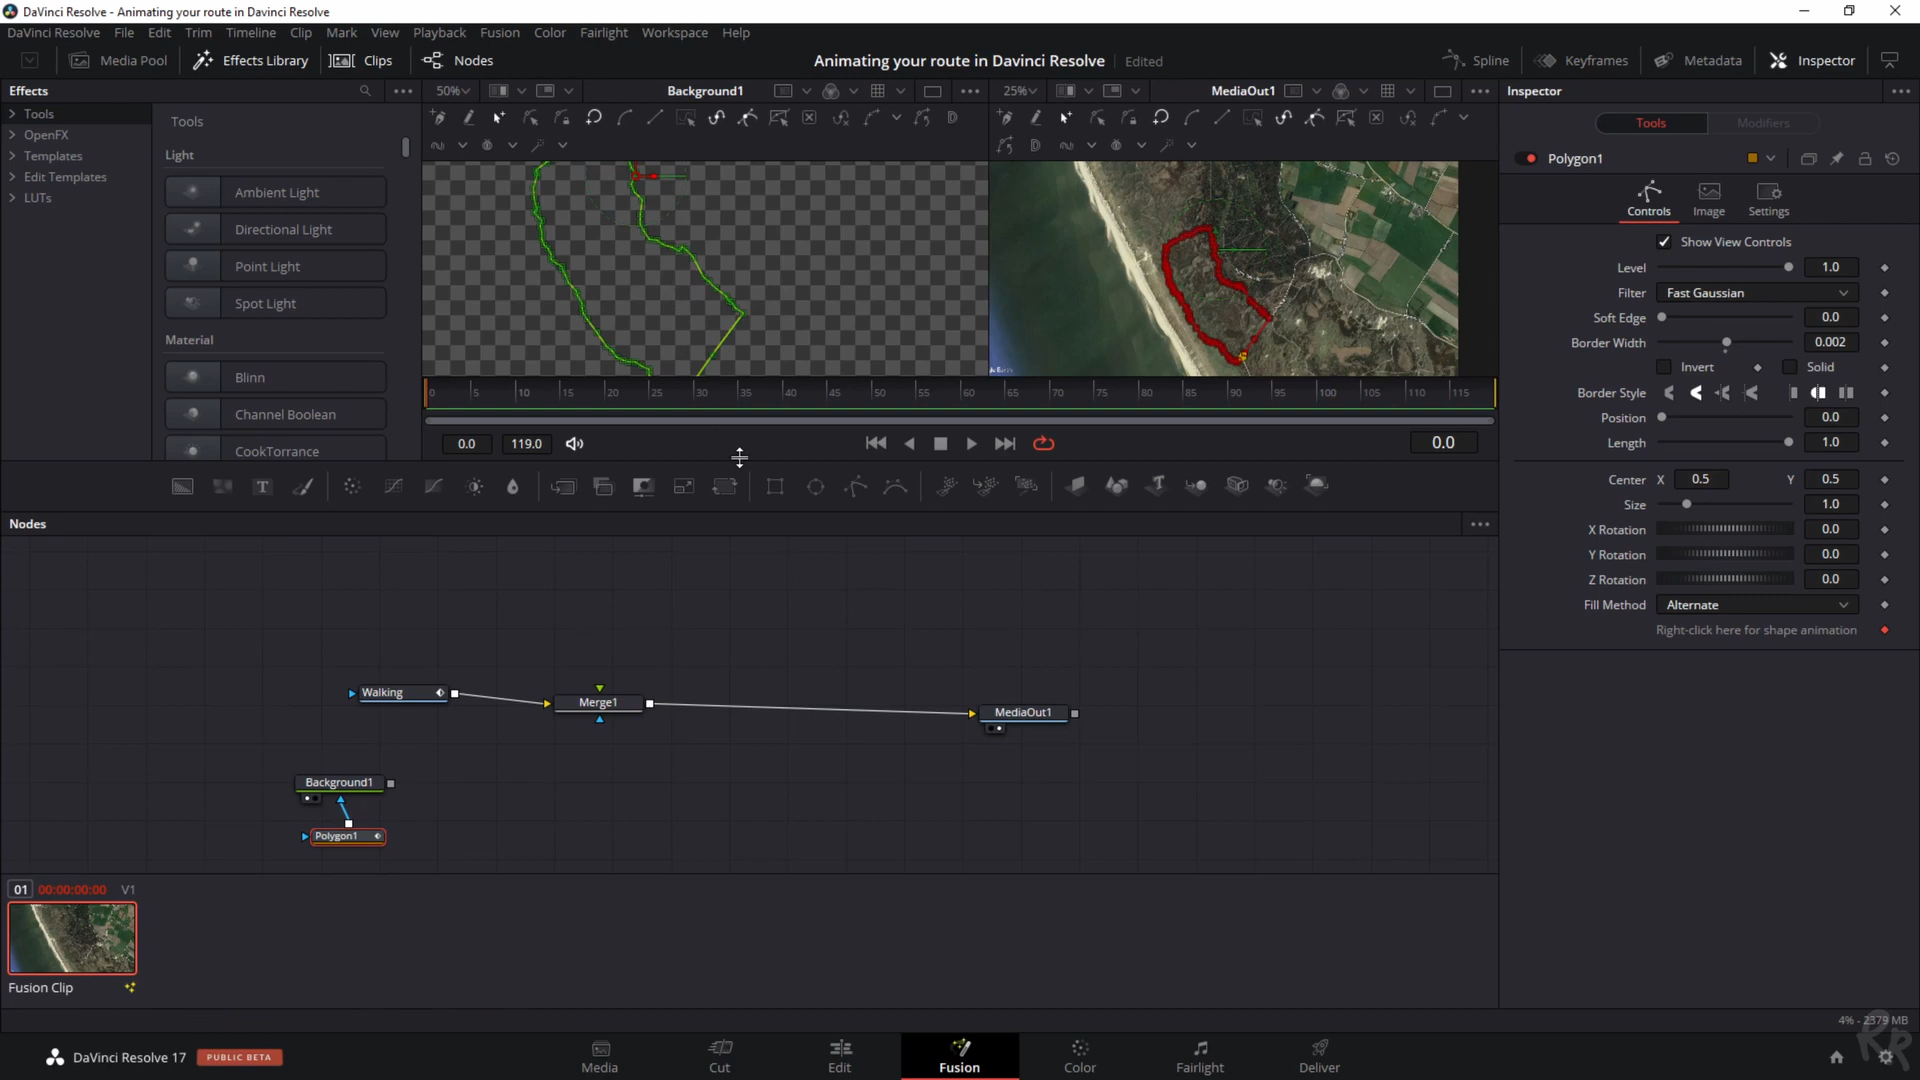 DaVinci Resolve - Animating your route in Davinci Resolve
DaVinci Resolve File Edit Trim Timeline Clip Mark View Playback Fusion Color Fairlight Workspace Help
Media Pool Effects Library Clips Nodes Animating your route in Davinci Resolve Edited Spline Keyframes Metadata Inspector
Effects 50% Background1 25% MediaOut1 Inspector
Tools
OpenFX
Templates
Edit Templates
LUTs
Tools
Light
Ambient Light
Directional Light
Point Light
Spot Light
Material
Blinn
Channel Boolean
CookTorrance
0 5 10 15 20 25 30 35 40 45 50 55 60 65 70 75 80 85 90 95 100 105 110 115
0.0 119.0 0.0
Nodes
Walking
Merge1
MediaOut1
Background1
Polygon1
01 00:00:00:00 V1
Fusion Clip
Tools Modifiers
Polygon1
Controls Image Settings
Show View Controls
Level 1.0
Filter Fast Gaussian
Soft Edge 0.0
Border Width 0.002
Invert Solid
Border Style
Position 0.0
Length 1.0
Center X 0.5 Y 0.5
Size 1.0
X Rotation 0.0
Y Rotation 0.0
Z Rotation 0.0
Fill Method Alternate
Right-click here for shape animation
4% - 2379 MB
DaVinci Resolve 17 PUBLIC BETA
Media Cut Edit Fusion Color Fairlight Deliver
RR